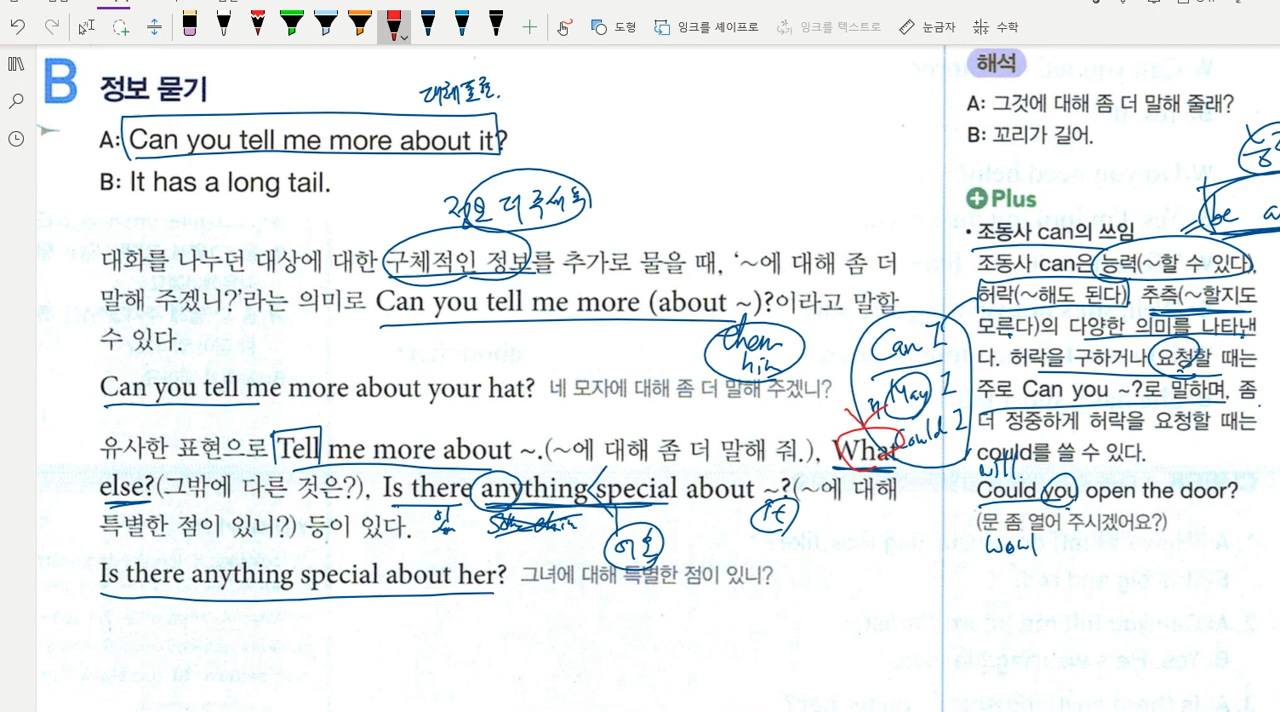 도형
잉크를 셰이프로
잉크를 텍스트로
눈금자
수학
B 정보 묻기
대체표현.
A: Can you tell me more about it?
B: It has a long tail.
대화를 나누던 대상에 대한 구체적인 정보를 추가로 물을 때, ‘～에 대해 좀 더
말해 주겠니?’라는 의미로 Can you tell me more (about ～)?이라고 말할
수 있다.
them
him
Can you tell me more about your hat? 네 모자에 대해 좀 더 말해 주겠니?
유사한 표현으로 Tell me more about ～.(～에 대해 좀 더 말해 줘.), What
else?(그밖에 다른 것은?), Is there anything special about ～?(～에 대해
특별한 점이 있니?) 등이 있다.
it
어순
Is there anything special about her? 그녀에 대해 특별한 점이 있니?
해석
A: 그것에 대해 좀 더 말해 줄래?
B: 꼬리가 길어.
Plus
be a
• 조동사 can의 쓰임
조동사 can은 능력(～할 수 있다),
허락(～해도 된다), 추측(～할지도
모른다)의 다양한 의미를 나타낸
다. 허락을 구하거나 요청할 때는
주로 Can you ～?로 말하며, 좀
더 정중하게 허락을 요청할 때는
could를 쓸 수 있다.
Can I
May I
Could I
will
Could you open the door?
(문 좀 열어 주시겠어요?)
woul